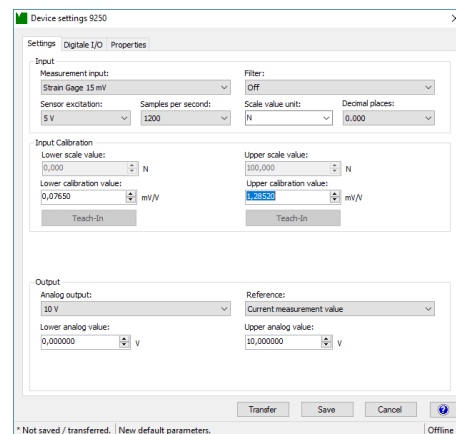 Device settings 9250
Settings Digitale I/O Properties
Input
Measurement input: Filter:
Strain Gage 15 mV Off
Sensor excitation: Samples per second: Scale value unit: Decimal places:
5 V 1200 N 0.000
Input Calibration
Lower scale value: Upper scale value:
0,000 N 100,000 N
Lower calibration value: Upper calibration value:
0,07650 mV/V 1,28520 mV/V
Teach-In Teach-In
Output
Analog output: Reference:
10 V Current measurement value
Lower analog value: Upper analog value:
0,000000 V 10,000000 V
Transfer Save Cancel ?
* Not saved / transferred. New default parameters. Offline